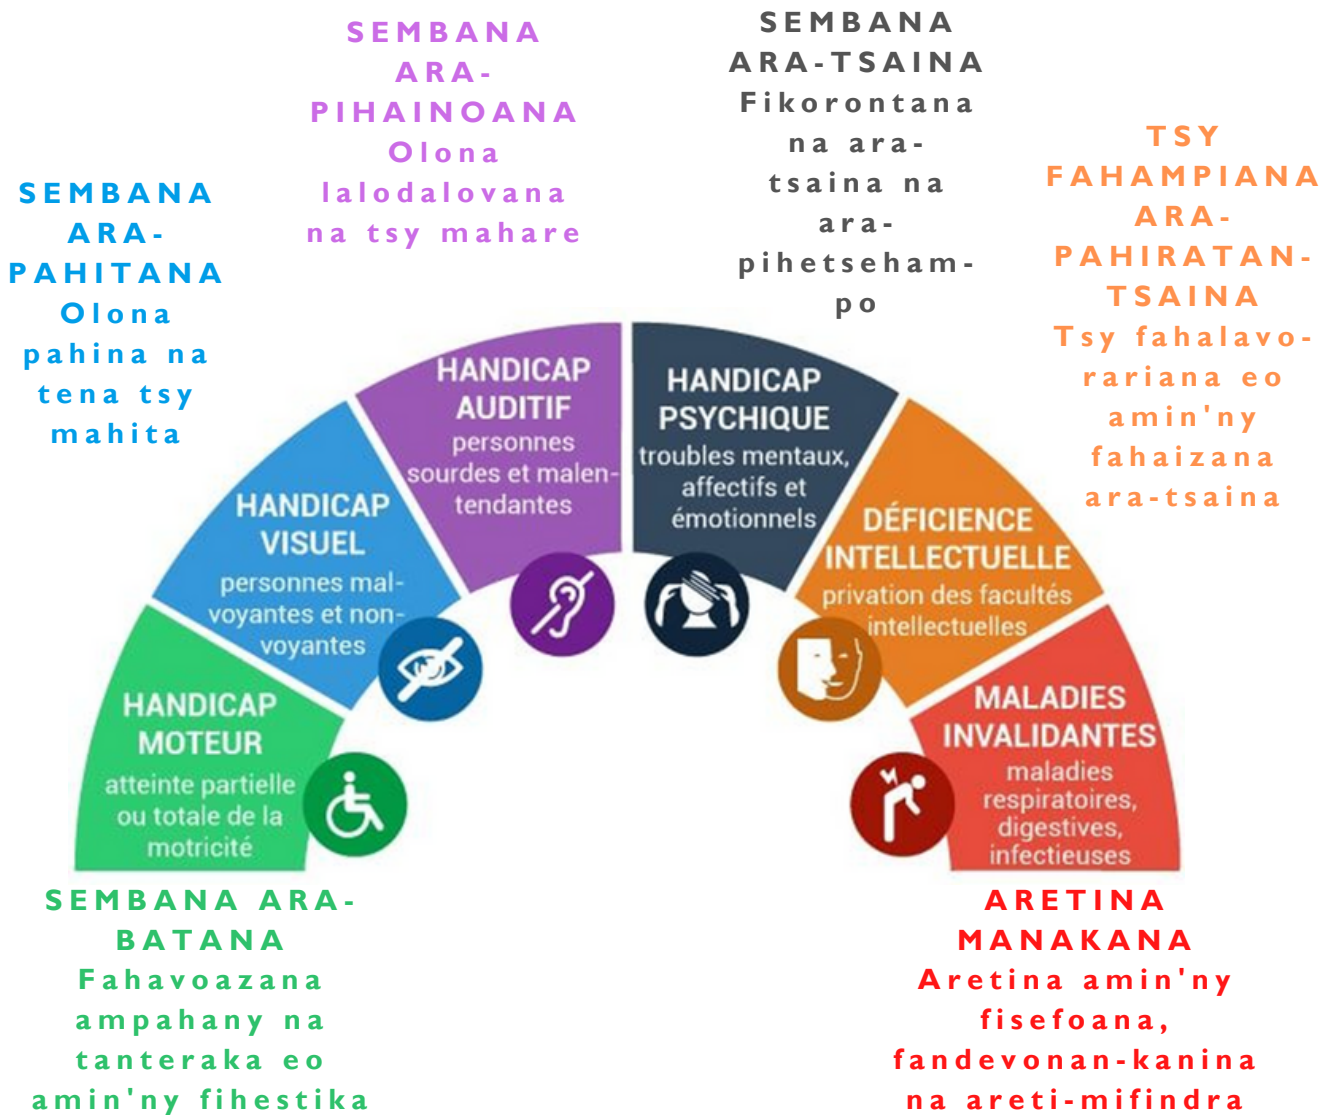 SEMBANA
ARA-
PAHITANA
Olona
pahina na
tena tsy
mahita
SEMBANA
ARA-
PIHAINOANA
Olona
lalodalovana
na tsy mahare
SEMBANA
ARA-TSAINA
Fikorontana
na ara-
tsaina na
ara-
pihetseham-
po
TSY
FAHAMPIANA
ARA-
PAHIRATAN-
TSAINA
Tsy fahalavo-
rariana eo
amin'ny
fahaizana
ara-tsaina
HANDICAP
MOTEUR
atteinte partielle
ou totale de la
motricité
HANDICAP
VISUEL
personnes mal-
voyantes et non-
voyantes
HANDICAP
AUDITIF
personnes
sourdes et malen-
tendantes
HANDICAP
PSYCHIQUE
troubles mentaux,
affectifs et
émotionnels
DÉFICIENCE
INTELLECTUELLE
privation des facultés
intellectuelles
MALADIES
INVALIDANTES
maladies
respiratoires,
digestives,
infectieuses
SEMBANA ARA-
BATANA
Fahavoazana
ampahany na
tanteraka eo
amin'ny fihestika
ARETINA
MANAKANA
Aretina amin'ny
fisefoana,
fandevonan-kanina
na areti-mifindra